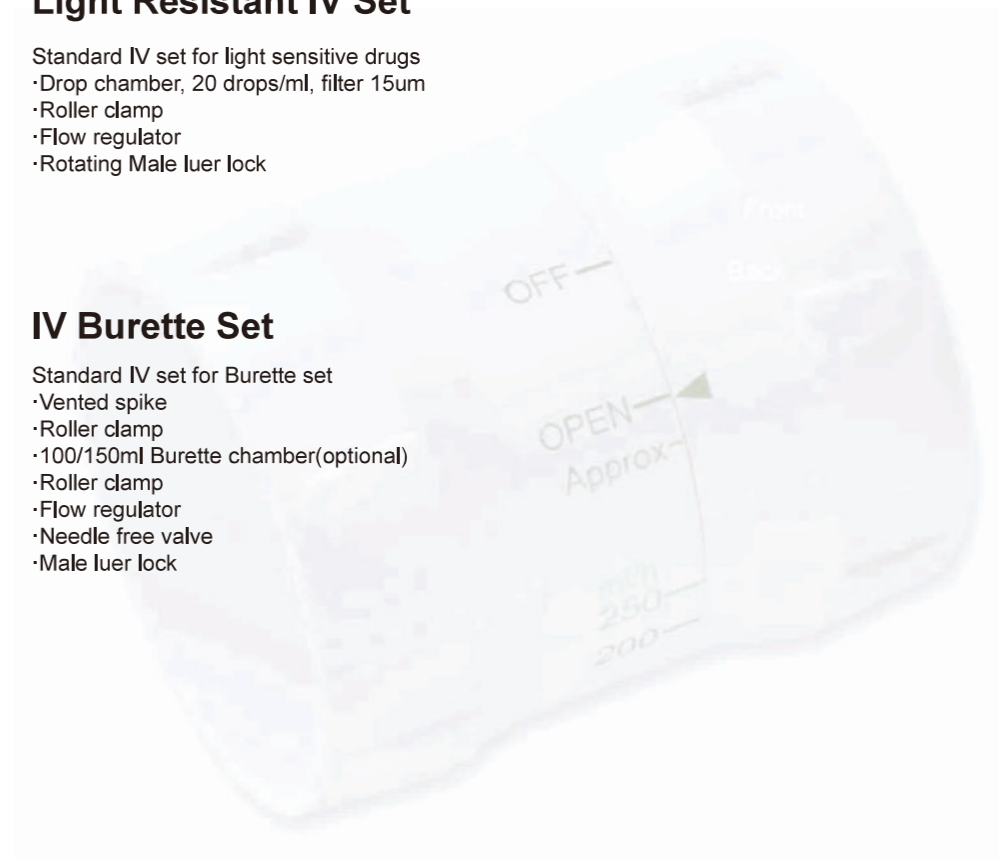 Light Resistant IV Set
Standard IV set for light sensitive drugs
·Drop chamber, 20 drops/ml, filter 15um
·Roller clamp
·Flow regulator
·Rotating Male luer lock
Front
Back
OFF
IV Burette Set
Standard IV set for Burette set
·Vented spike
·Roller clamp
·100/150ml Burette chamber(optional)
·Roller clamp
·Flow regulator
·Needle free valve
·Male luer lock
OPEN
Approx
ml/h
250
200